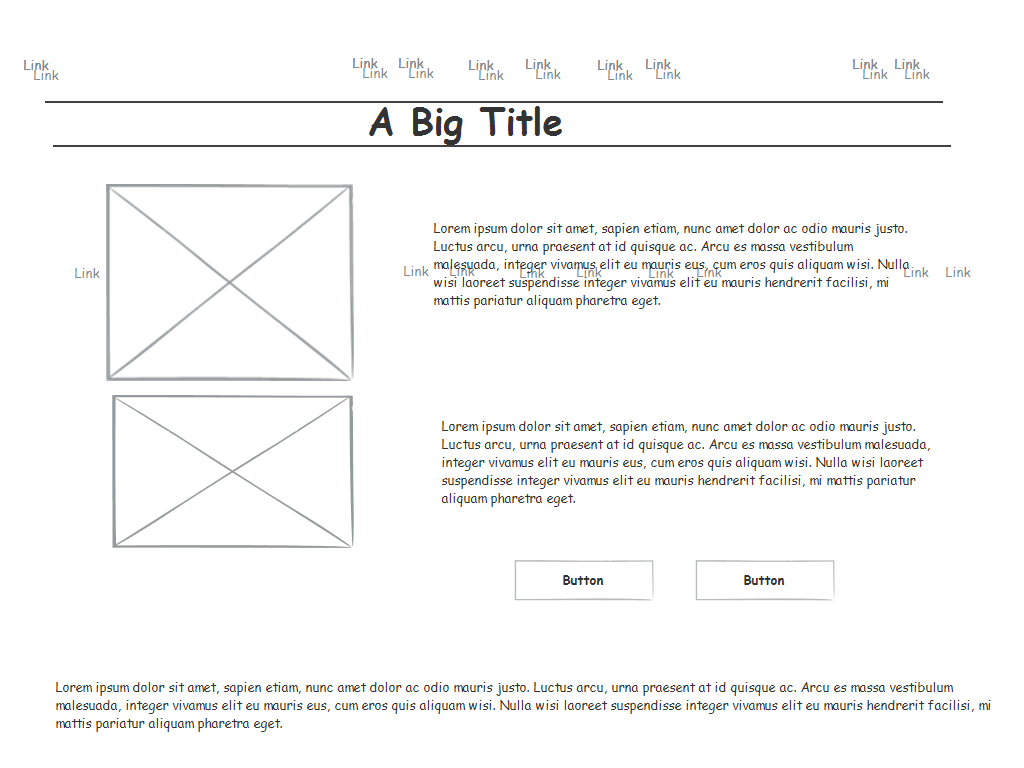 Link Link Link Link Link Link Link Link Link
Link Link Link Link Link Link Link Link Link
A Big Title
Lorem ipsum dolor sit amet, sapien etiam, nunc amet dolor ac odio mauris justo.
Luctus arcu, urna praesent at id quisque ac. Arcu es massa vestibulum
malesuada, integer vivamus elit eu mauris eus, cum eros quis aliquam wisi. Nulla
Link Link Link Link Link Link Link Link Link
wisi laoreet suspendisse integer vivamus elit eu mauris hendrerit facilisi, mi
mattis pariatur aliquam pharetra eget.
Lorem ipsum dolor sit amet, sapien etiam, nunc amet dolor ac odio mauris justo.
Luctus arcu, urna praesent at id quisque ac. Arcu es massa vestibulum malesuada,
integer vivamus elit eu mauris eus, cum eros quis aliquam wisi. Nulla wisi laoreet
suspendisse integer vivamus elit eu mauris hendrerit facilisi, mi mattis pariatur
aliquam pharetra eget.
Button Button
Lorem ipsum dolor sit amet, sapien etiam, nunc amet dolor ac odio mauris justo. Luctus arcu, urna praesent at id quisque ac. Arcu es massa vestibulum
malesuada, integer vivamus elit eu mauris eus, cum eros quis aliquam wisi. Nulla wisi laoreet suspendisse integer vivamus elit eu mauris hendrerit facilisi, mi
mattis pariatur aliquam pharetra eget.